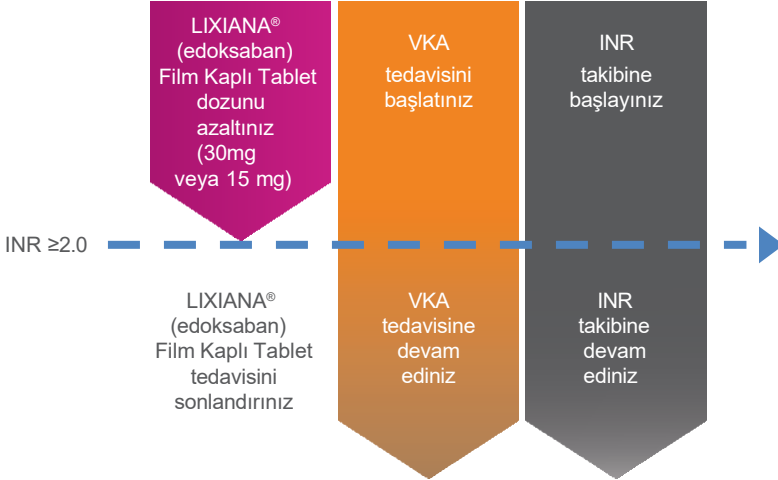 LIXIANA®
(edoksaban)
Film Kaplı Tablet
dozunu
azaltınız
(30mg
veya 15 mg)
VKA
tedavisini
başlatınız
INR
takibine
başlayınız
INR ≥2.0
LIXIANA®
(edoksaban)
Film Kaplı Tablet
tedavisini
sonlandırınız
VKA
tedavisine
devam
ediniz
INR
takibine
devam
ediniz